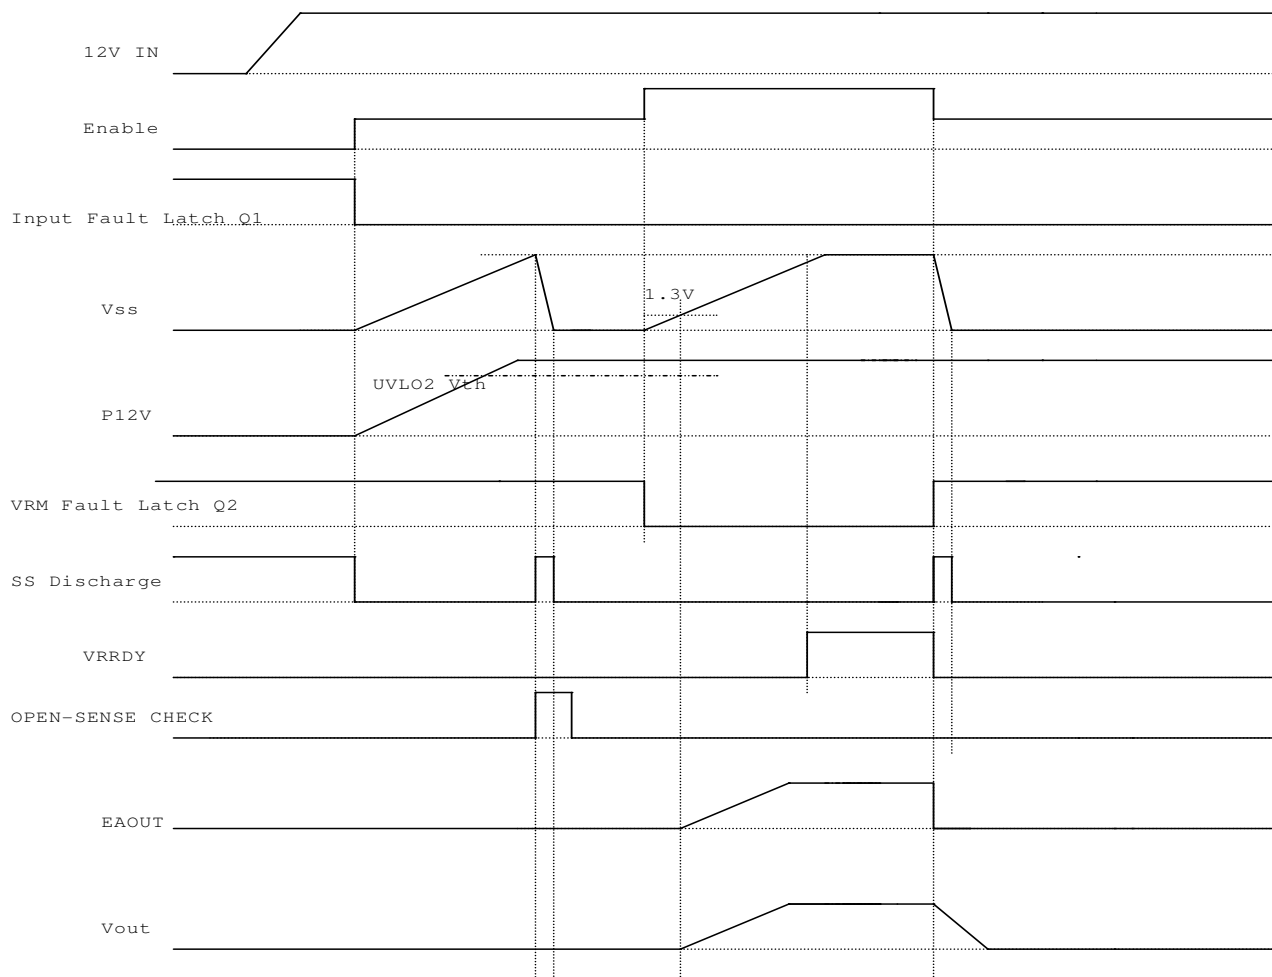 12V IN
Enable
Input Fault Latch Q1
1.3V
Vss
UVLO2 Vth
P12V
VRM Fault Latch Q2
SS Discharge
VRRDY
OPEN-SENSE CHECK
EAOUT
Vout